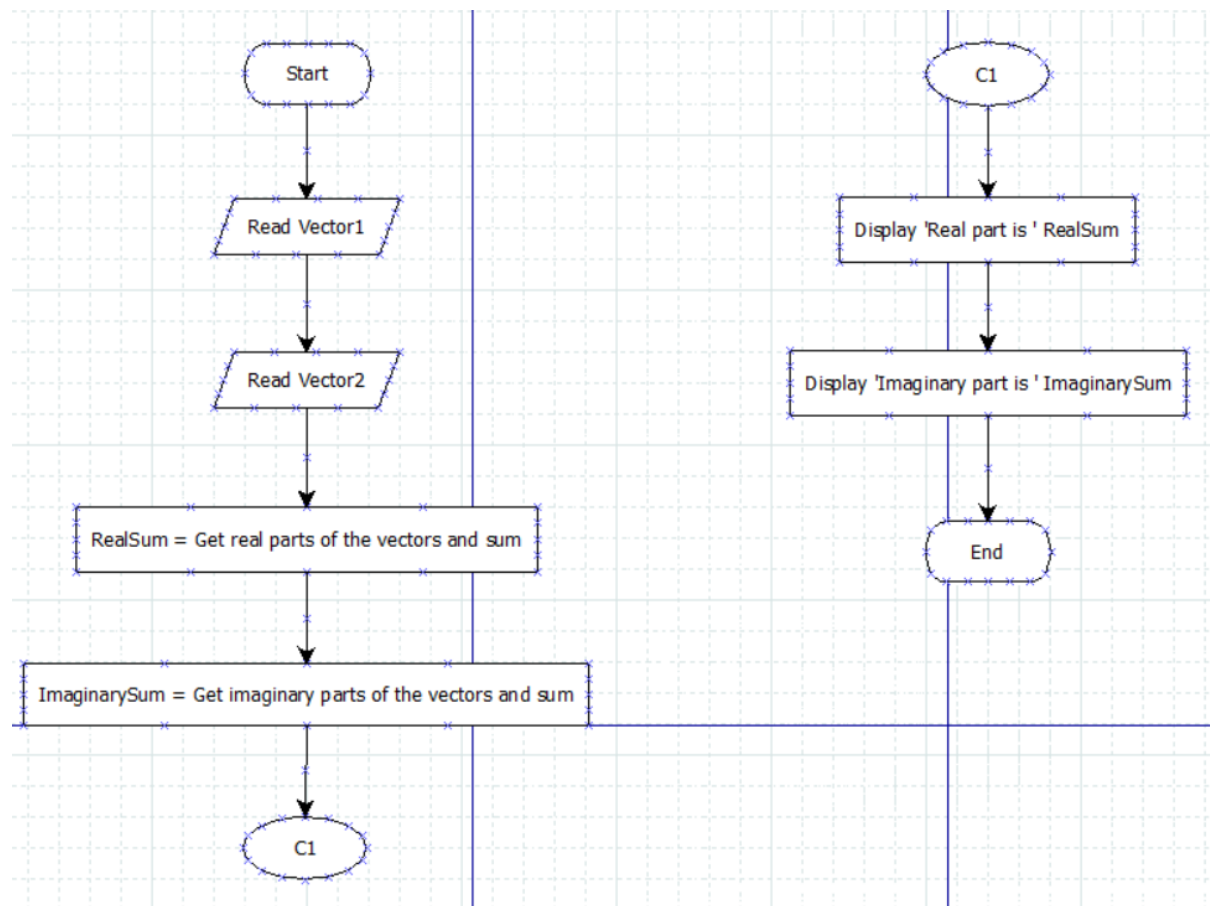 Start
Read Vector1
Read Vector2
RealSum = Get real parts of the vectors and sum
ImaginarySum = Get imaginary parts of the vectors and sum
C1
C1
Display 'Real part is ' RealSum
Display 'Imaginary part is ' ImaginarySum
End